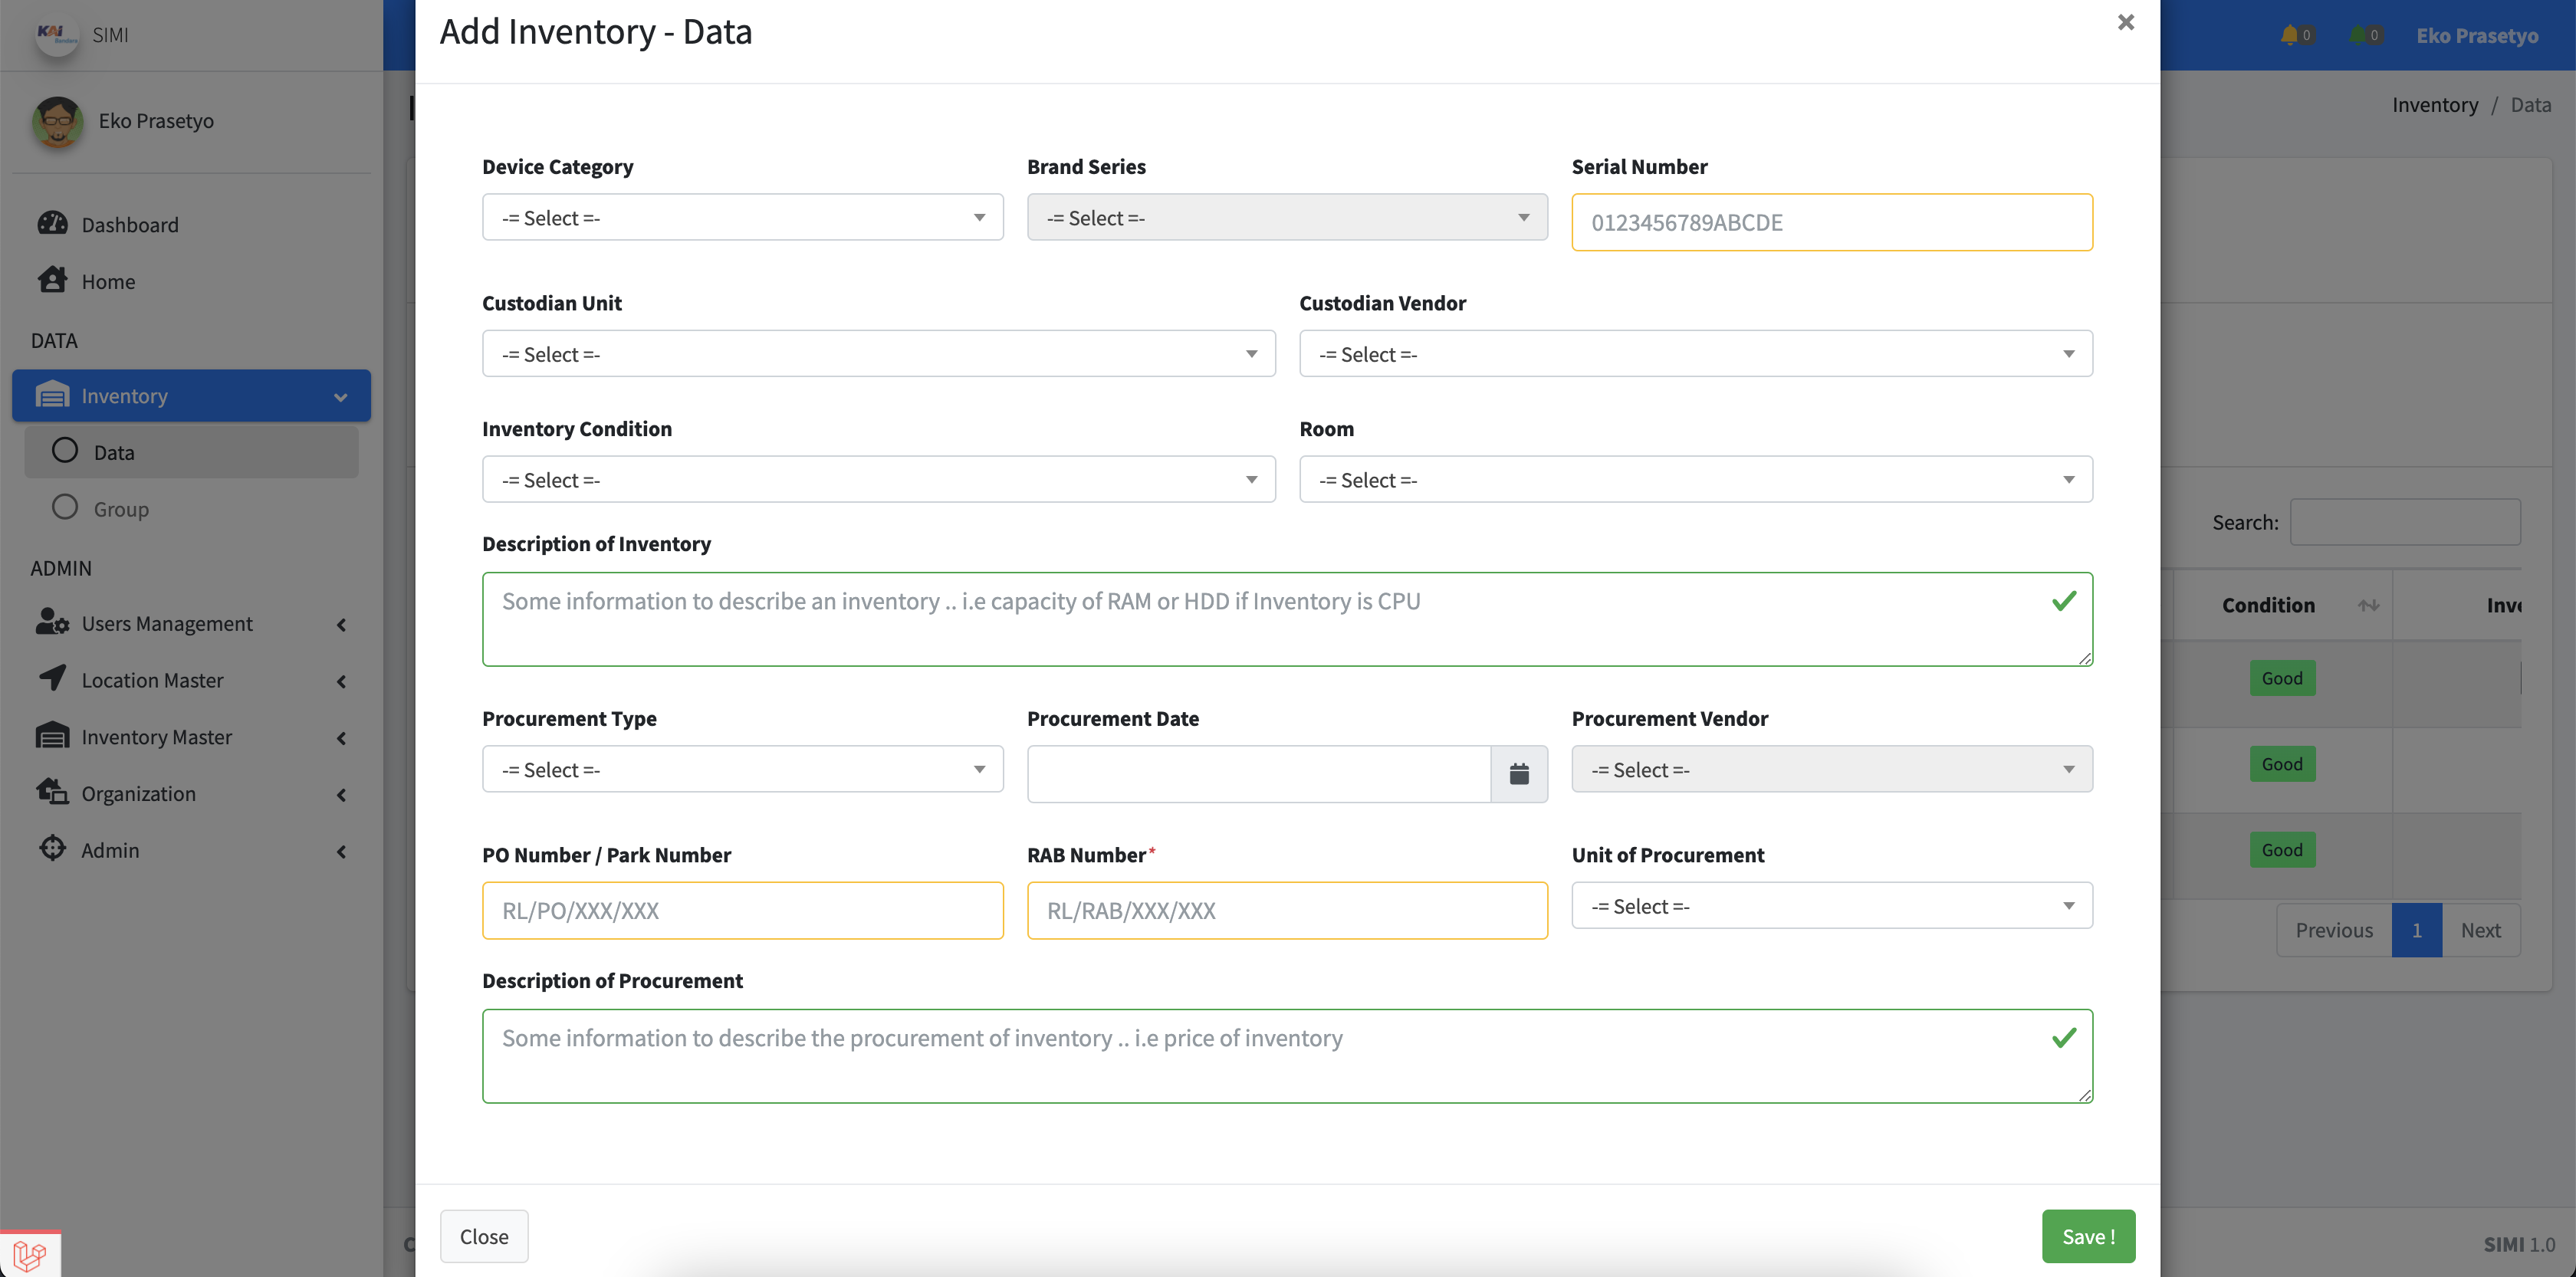 KAI
SIMI
Add Inventory - Data
×
0
0
Eko Prasetyo
Eko Prasetyo
Inventory / Data
Dashboard
Home
DATA
Inventory
Data
Group
ADMIN
Users Management
Location Master
Inventory Master
Organization
Admin
Device Category
Brand Series
Serial Number
-= Select =-
-= Select =-
0123456789ABCDE
Custodian Unit
Custodian Vendor
-= Select =-
-= Select =-
Inventory Condition
Room
-= Select =-
-= Select =-
Description of Inventory
Some information to describe an inventory .. i.e capacity of RAM or HDD if Inventory is CPU
Procurement Type
Procurement Date
Procurement Vendor
-= Select =-
-= Select =-
PO Number / Park Number
RAB Number*
Unit of Procurement
RL/PO/XXX/XXX
RL/RAB/XXX/XXX
-= Select =-
Description of Procurement
Some information to describe the procurement of inventory .. i.e price of inventory
Close
Save !
Search:
Condition
Good
Good
Good
Previous 1 Next
SIMI 1.0